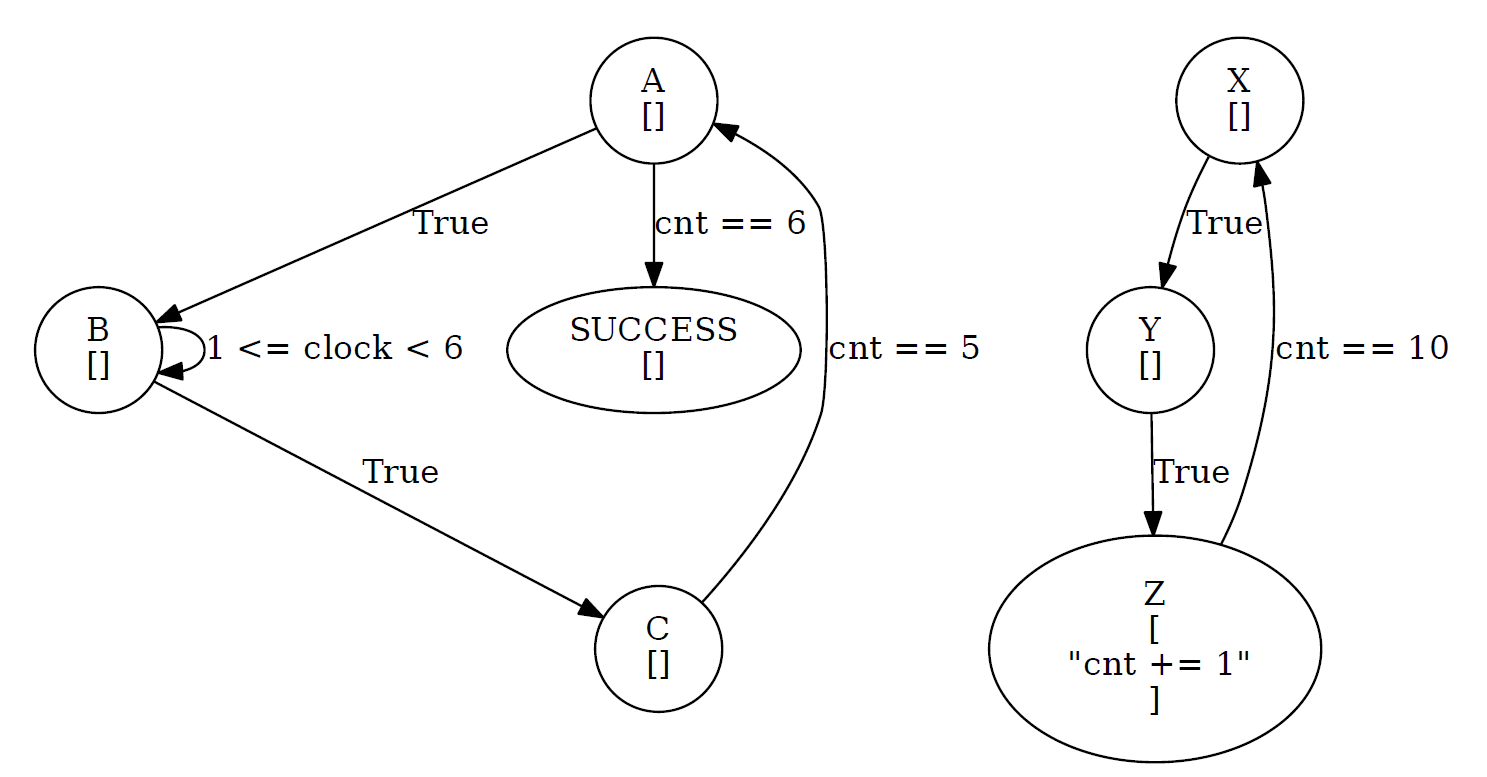 A
[]
X
[]
True
cnt == 6
True
B
[]
1 <= clock < 6
SUCCESS
[]
cnt == 5
Y
[]
cnt == 10
True
True
C
[]
Z
[
"cnt += 1"
]